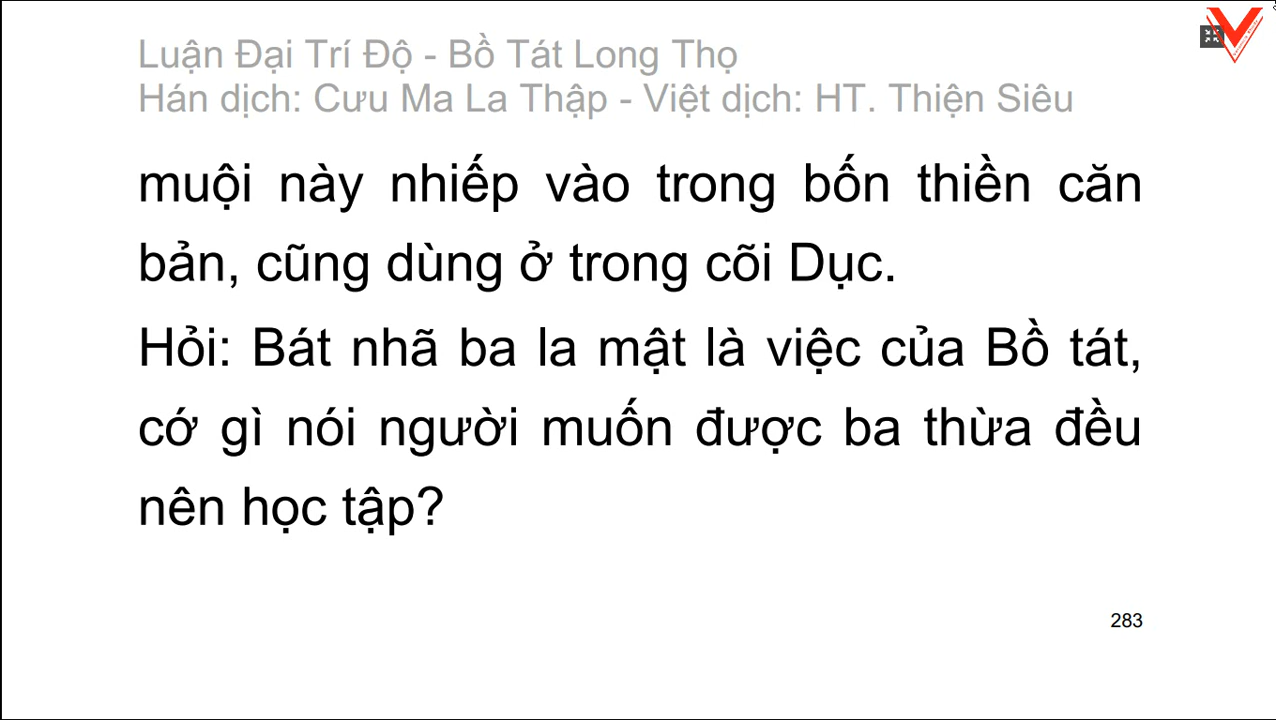 Luận Đại Trí Độ - Bồ Tát Long Thọ
Hán dịch: Cưu Ma La Thập - Việt dịch: HT. Thiện Siêu
muội này nhiếp vào trong bốn thiền căn
bản, cũng dùng ở trong cõi Dục.
Hỏi: Bát nhã ba la mật là việc của Bồ tát,
cớ gì nói người muốn được ba thừa đều
nên học tập?
283